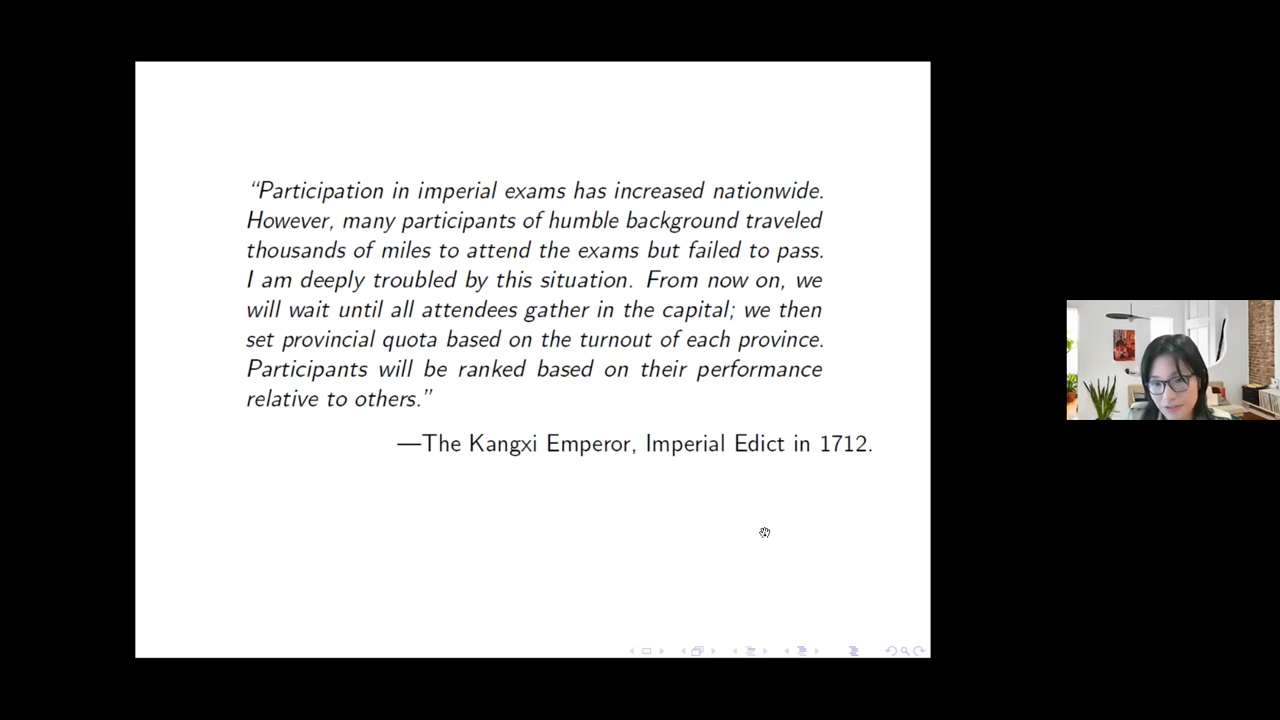 “Participation in imperial exams has increased nationwide.
However, many participants of humble background traveled
thousands of miles to attend the exams but failed to pass.
I am deeply troubled by this situation. From now on, we
will wait until all attendees gather in the capital; we then
set provincial quota based on the turnout of each province.
Participants will be ranked based on their performance
relative to others.”
—The Kangxi Emperor, Imperial Edict in 1712.